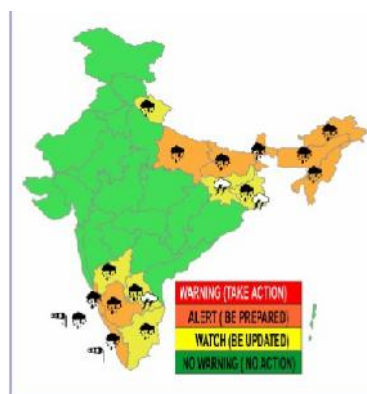 WARNING (TAKE ACTION)
ALERT ( BE PREPARED)
WATCH (BE UPDATED)
NO WARNING ( NO ACTION)